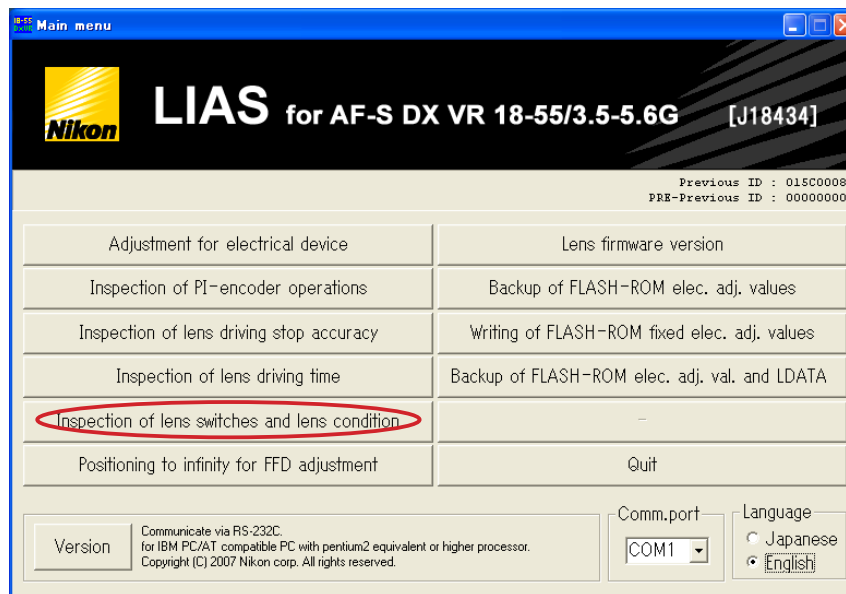 Main menu
Nikon
LIAS for AF-S DX VR 18-55/3.5-5.6G [J18434]
Previous ID : 015C0008
PRE-Previous ID : 00000000
Adjustment for electrical device
Lens firmware version
Inspection of PI-encoder operations
Backup of FLASH-ROM elec. adj. values
Inspection of lens driving stop accuracy
Writing of FLASH-ROM fixed elec. adj. values
Inspection of lens driving time
Backup of FLASH-ROM elec. adj. val. and LDATA
Inspection of lens switches and lens condition
-
Positioning to infinity for FFD adjustment
Quit
Version
Communicate via RS-232C.
for IBM PC/AT compatible PC with pentium2 equivalent or higher processor.
Copyright (C) 2007 Nikon corp. All rights reserved.
Comm.port
COM1
Language
Japanese
English